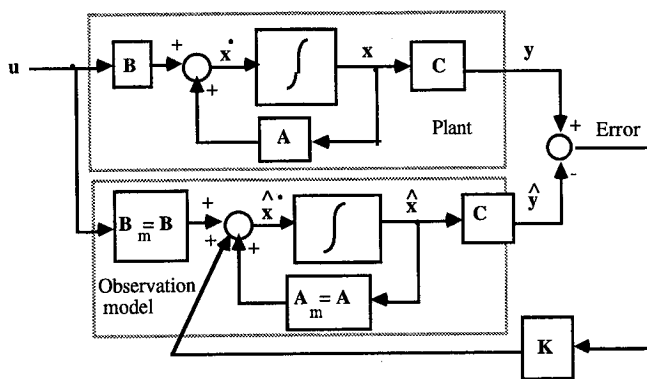 u
B
+
+
ẋ
∫
x
C
y
A
Plant
+
Error
-
ŷ
B_m = B
+
+
+
x̂̇
∫
x̂
C
A_m = A
Observation
model
K